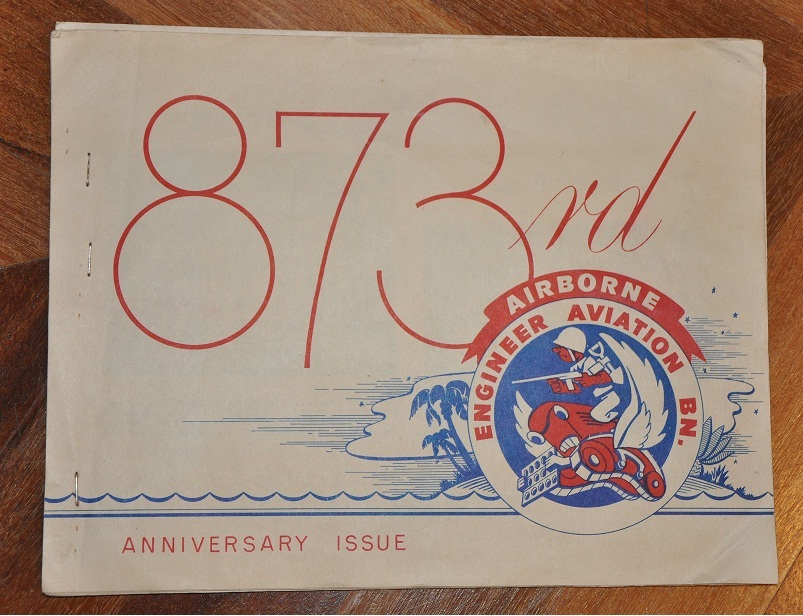 873rd
AIRBORNE
ENGINEER AVIATION BN.
ANNIVERSARY ISSUE